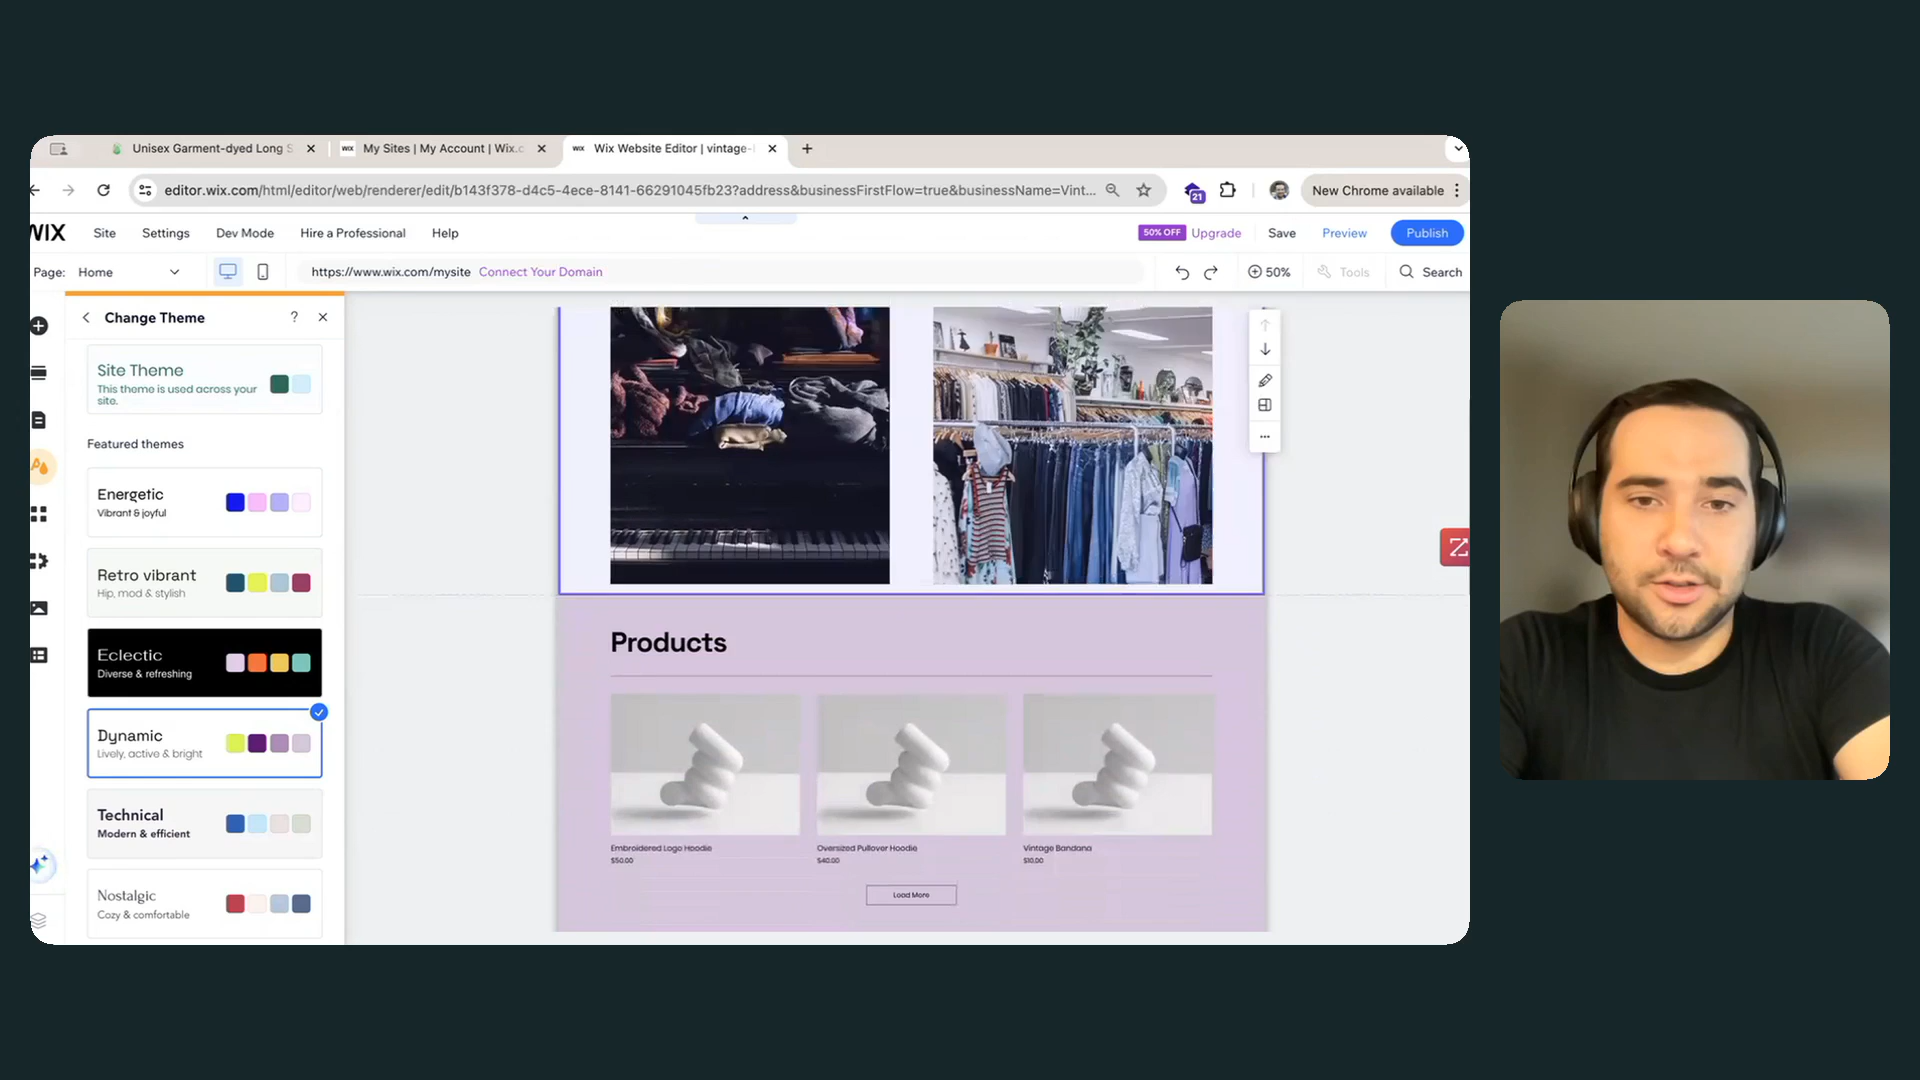 Unisex Garment-dyed Long S
WIX My Sites | My Account | Wix.c
WIX Wix Website Editor | vintage-
editor.wix.com/html/editor/web/renderer/edit/b143f378-d4c5-4ece-8141-66291045fb23?address&businessFirstFlow=true&businessName=Vint...
21
New Chrome available
WIX
Site
Settings
Dev Mode
Hire a Professional
Help
50% OFF Upgrade
Save
Preview
Publish
Page: Home
https://www.wix.com/mysite Connect Your Domain
50%
Tools
Search
Change Theme
?
Site Theme
This theme is used across your
site.
Featured themes
Energetic
Vibrant & joyful
Retro vibrant
Hip, mod & stylish
Eclectic
Diverse & refreshing
Dynamic
Lively, active & bright
Technical
Modern & efficient
Nostalgic
Cozy & comfortable
Products
Embroidered Logo Hoodie
$50.00
Oversized Pullover Hoodie
$40.00
Vintage Bandana
$10.00
Load More